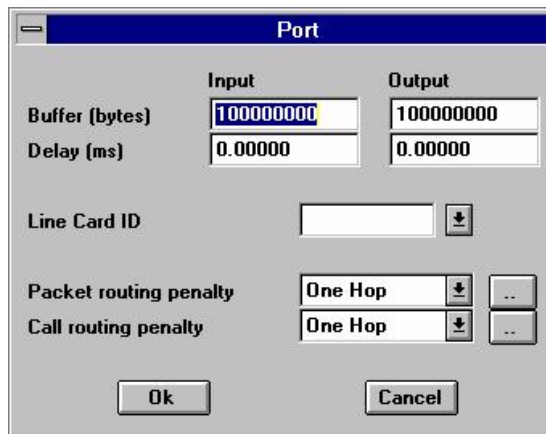 Port
Input Output
Buffer (bytes) 100000000 100000000
Delay (ms) 0.00000 0.00000
Line Card ID
Packet routing penalty One Hop ..
Call routing penalty One Hop ..
Ok Cancel